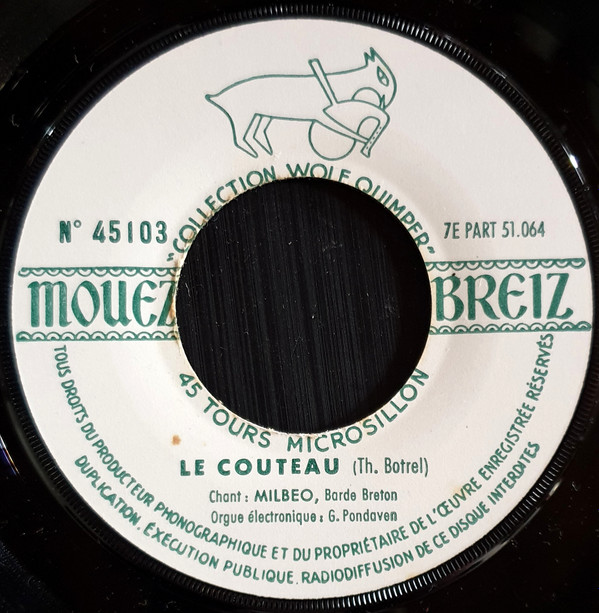 "COLLECTION WOLF QUIMPER"
N° 45103
7E PART 51.064
MOUEZ BREIZ
45 TOURS MICROSILLON
LE COUTEAU (Th. Botrel)
Chant : MILBEO, Barde Breton
Orgue électronique : G. Pondaven
TOUS DROITS DU PRODUCTEUR PHONOGRAPHIQUE ET DU PROPRIÉTAIRE DE L'ŒUVRE ENREGISTRÉE RÉSERVÉS
DUPLICATION, EXÉCUTION PUBLIQUE, RADIODIFFUSION DE CE DISQUE INTERDITES